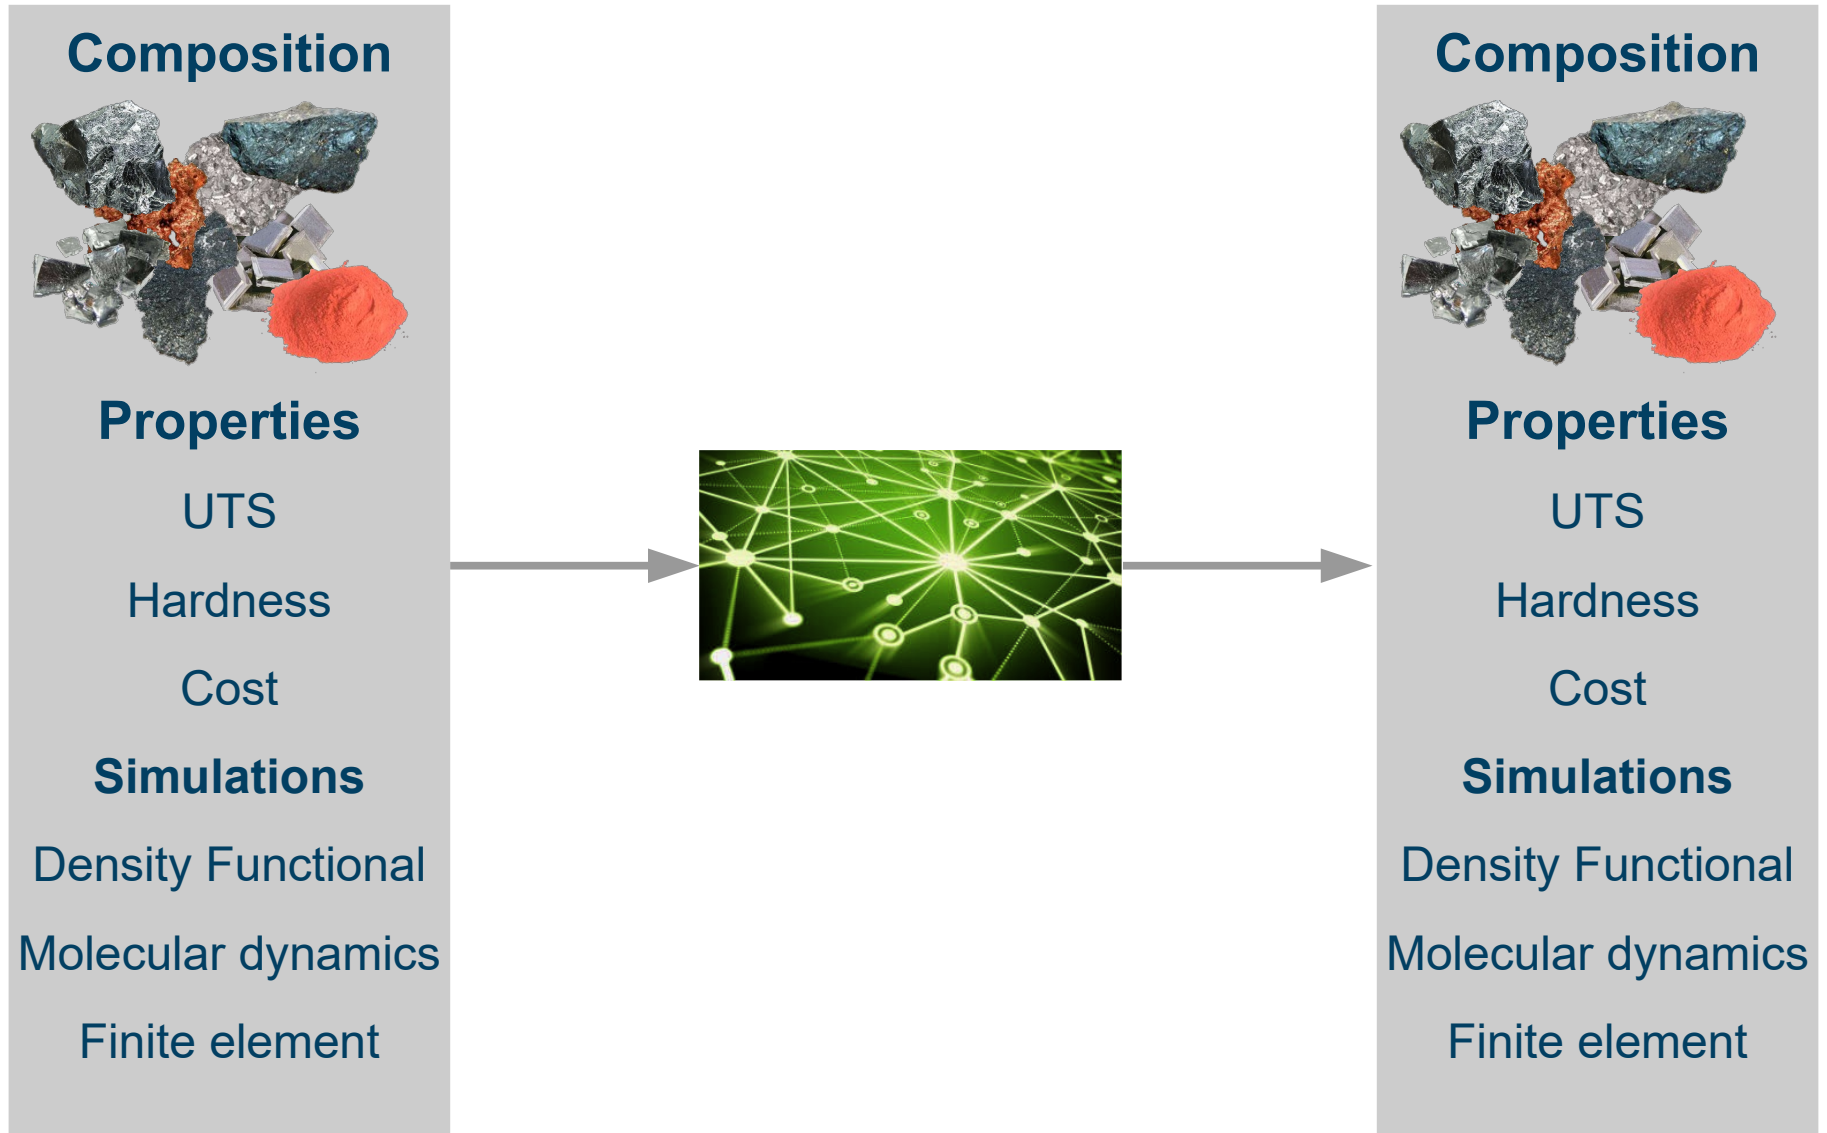 Composition
Properties
UTS
Hardness
Cost
Simulations
Density Functional
Molecular dynamics
Finite element
Composition
Properties
UTS
Hardness
Cost
Simulations
Density Functional
Molecular dynamics
Finite element